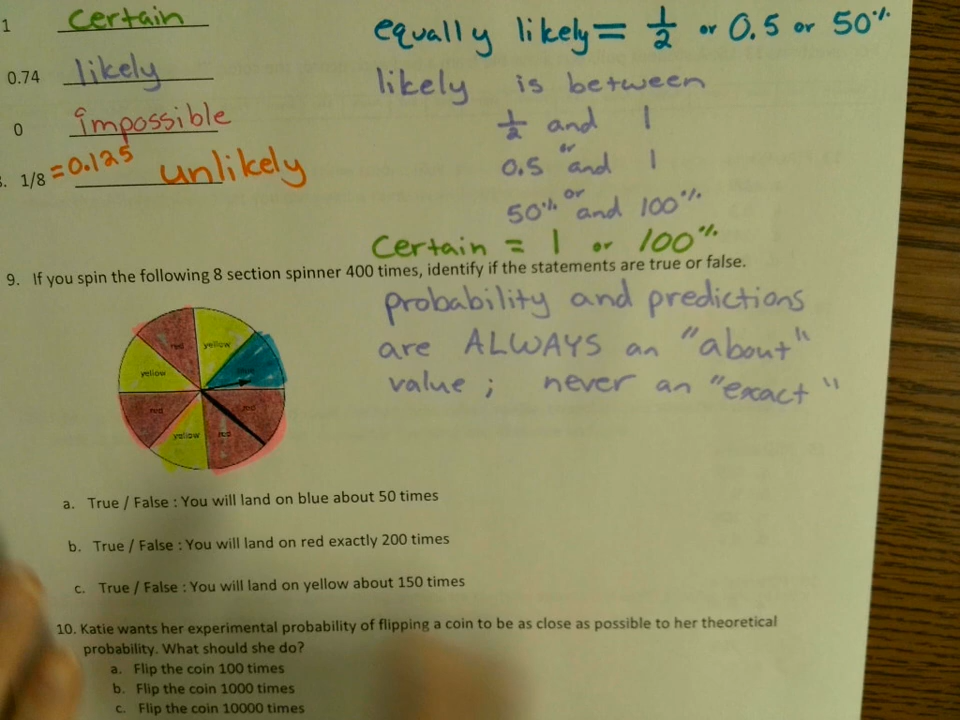 1 certain
equally likely = 1/2 or 0.5 or 50%
0.74 likely
likely is between
1/2 and 1
0 impossible
or
0.5 and 1
. 1/8 = 0.125 unlikely
or
50% and 100%
Certain = 1 or 100%
9. If you spin the following 8 section spinner 400 times, identify if the statements are true or false.
probability and predictions
are ALWAYS an "about"
value ; never an "exact"
red
yellow
yellow
red
red
yellow
red
a. True / False : You will land on blue about 50 times
b. True / False : You will land on red exactly 200 times
c. True / False : You will land on yellow about 150 times
10. Katie wants her experimental probability of flipping a coin to be as close as possible to her theoretical
probability. What should she do?
a. Flip the coin 100 times
b. Flip the coin 1000 times
c. Flip the coin 10000 times